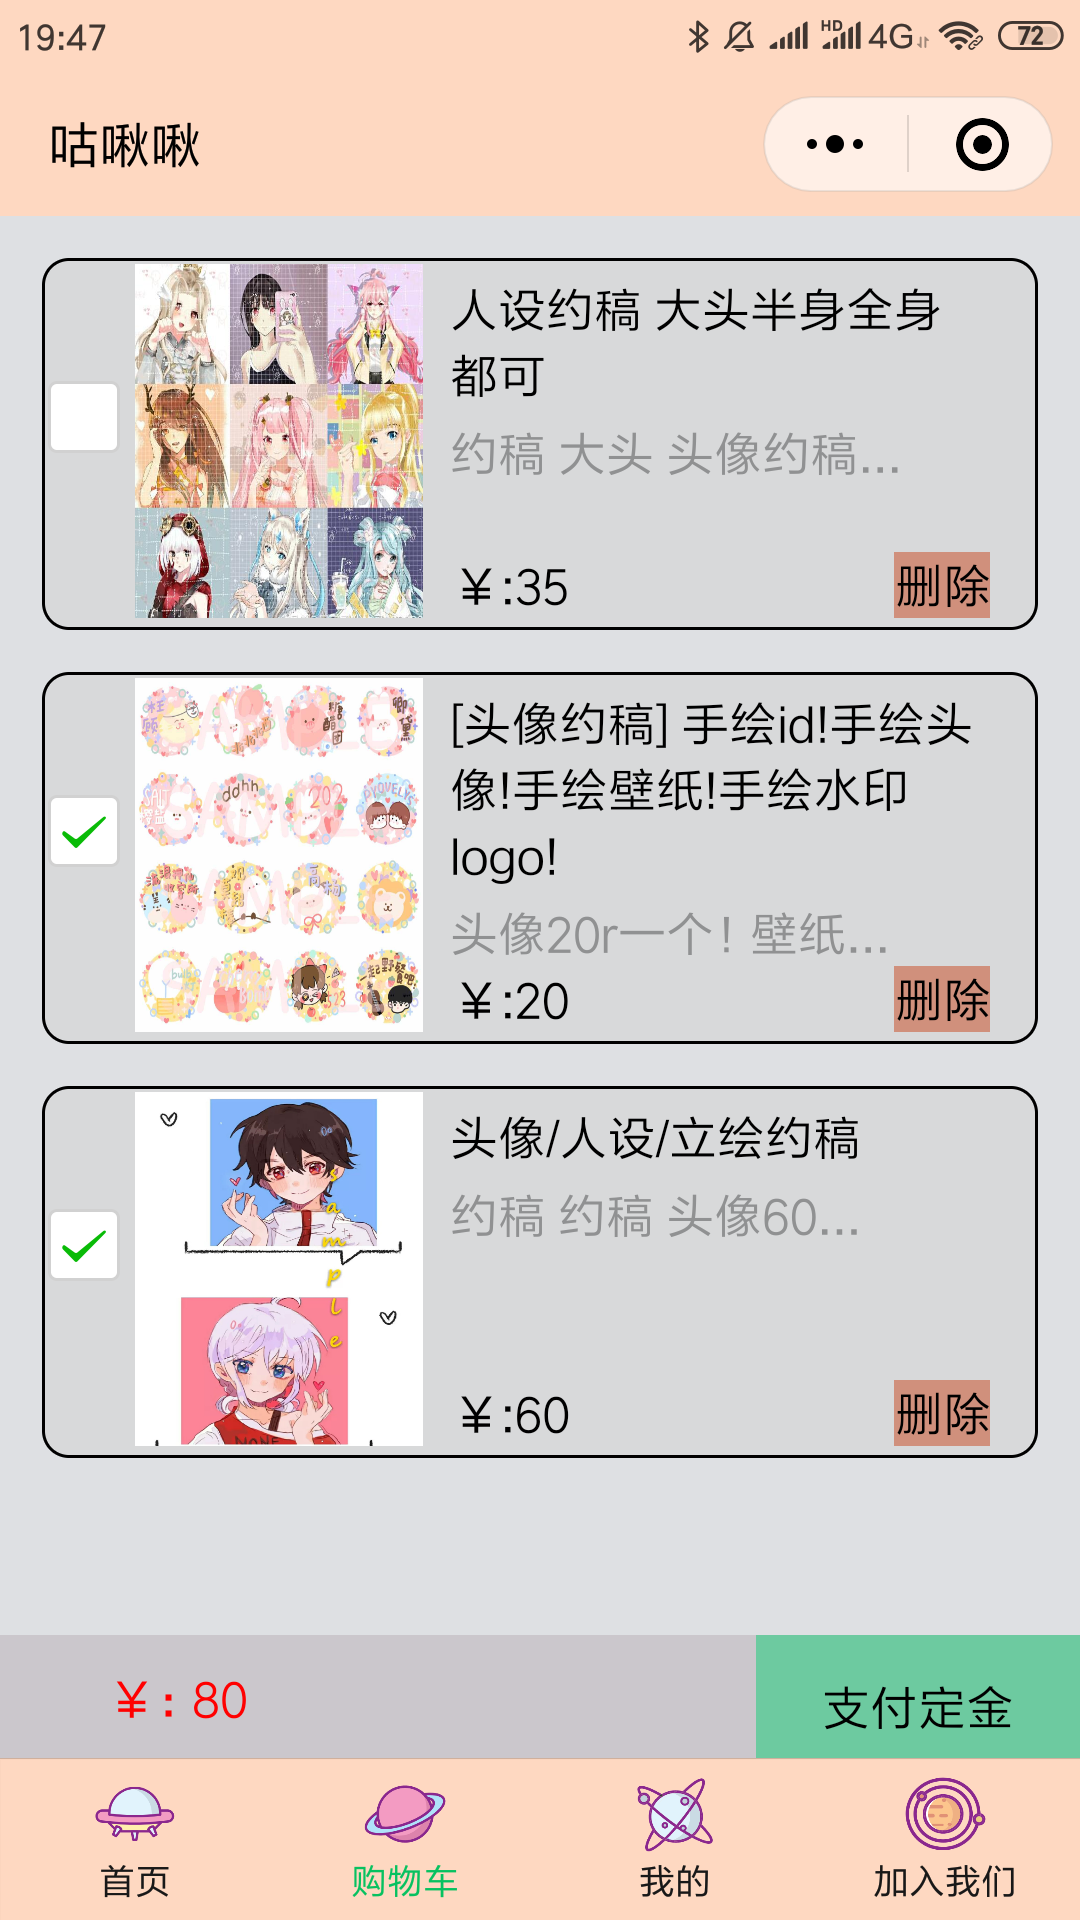 19:47
HD 4G 72
咕啾啾
人设约稿 大头半身全身
都可
约稿 大头 头像约稿...
￥:35
删除
[头像约稿] 手绘id!手绘头
像!手绘壁纸!手绘水印
logo!
头像20r一个！壁纸...
￥:20
删除
头像/人设/立绘约稿
约稿 约稿 头像60...
￥:60
删除
sample
￥: 80
支付定金
首页
购物车
我的
加入我们